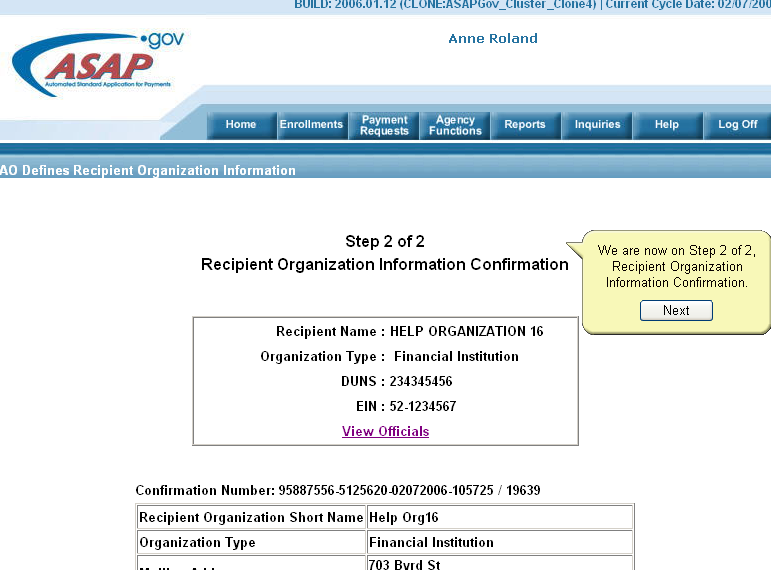 BUILD: 2006.01.12 (CLONE:ASAPGov_Cluster_Clone4) | Current Cycle Date: 02/07/200
.gov
ASAP
Automated Standard Application for Payments
Anne Roland
Home
Enrollments
Payment Requests
Agency Functions
Reports
Inquiries
Help
Log Off
AO Defines Recipient Organization Information
Step 2 of 2
Recipient Organization Information Confirmation
We are now on Step 2 of 2,
Recipient Organization
Information Confirmation.
Next
Recipient Name : HELP ORGANIZATION 16
Organization Type : Financial Institution
DUNS : 234345456
EIN : 52-1234567
View Officials
Confirmation Number: 95887556-5125620-02072006-105725 / 19639
Recipient Organization Short Name Help Org16
Organization Type Financial Institution
703 Byrd St